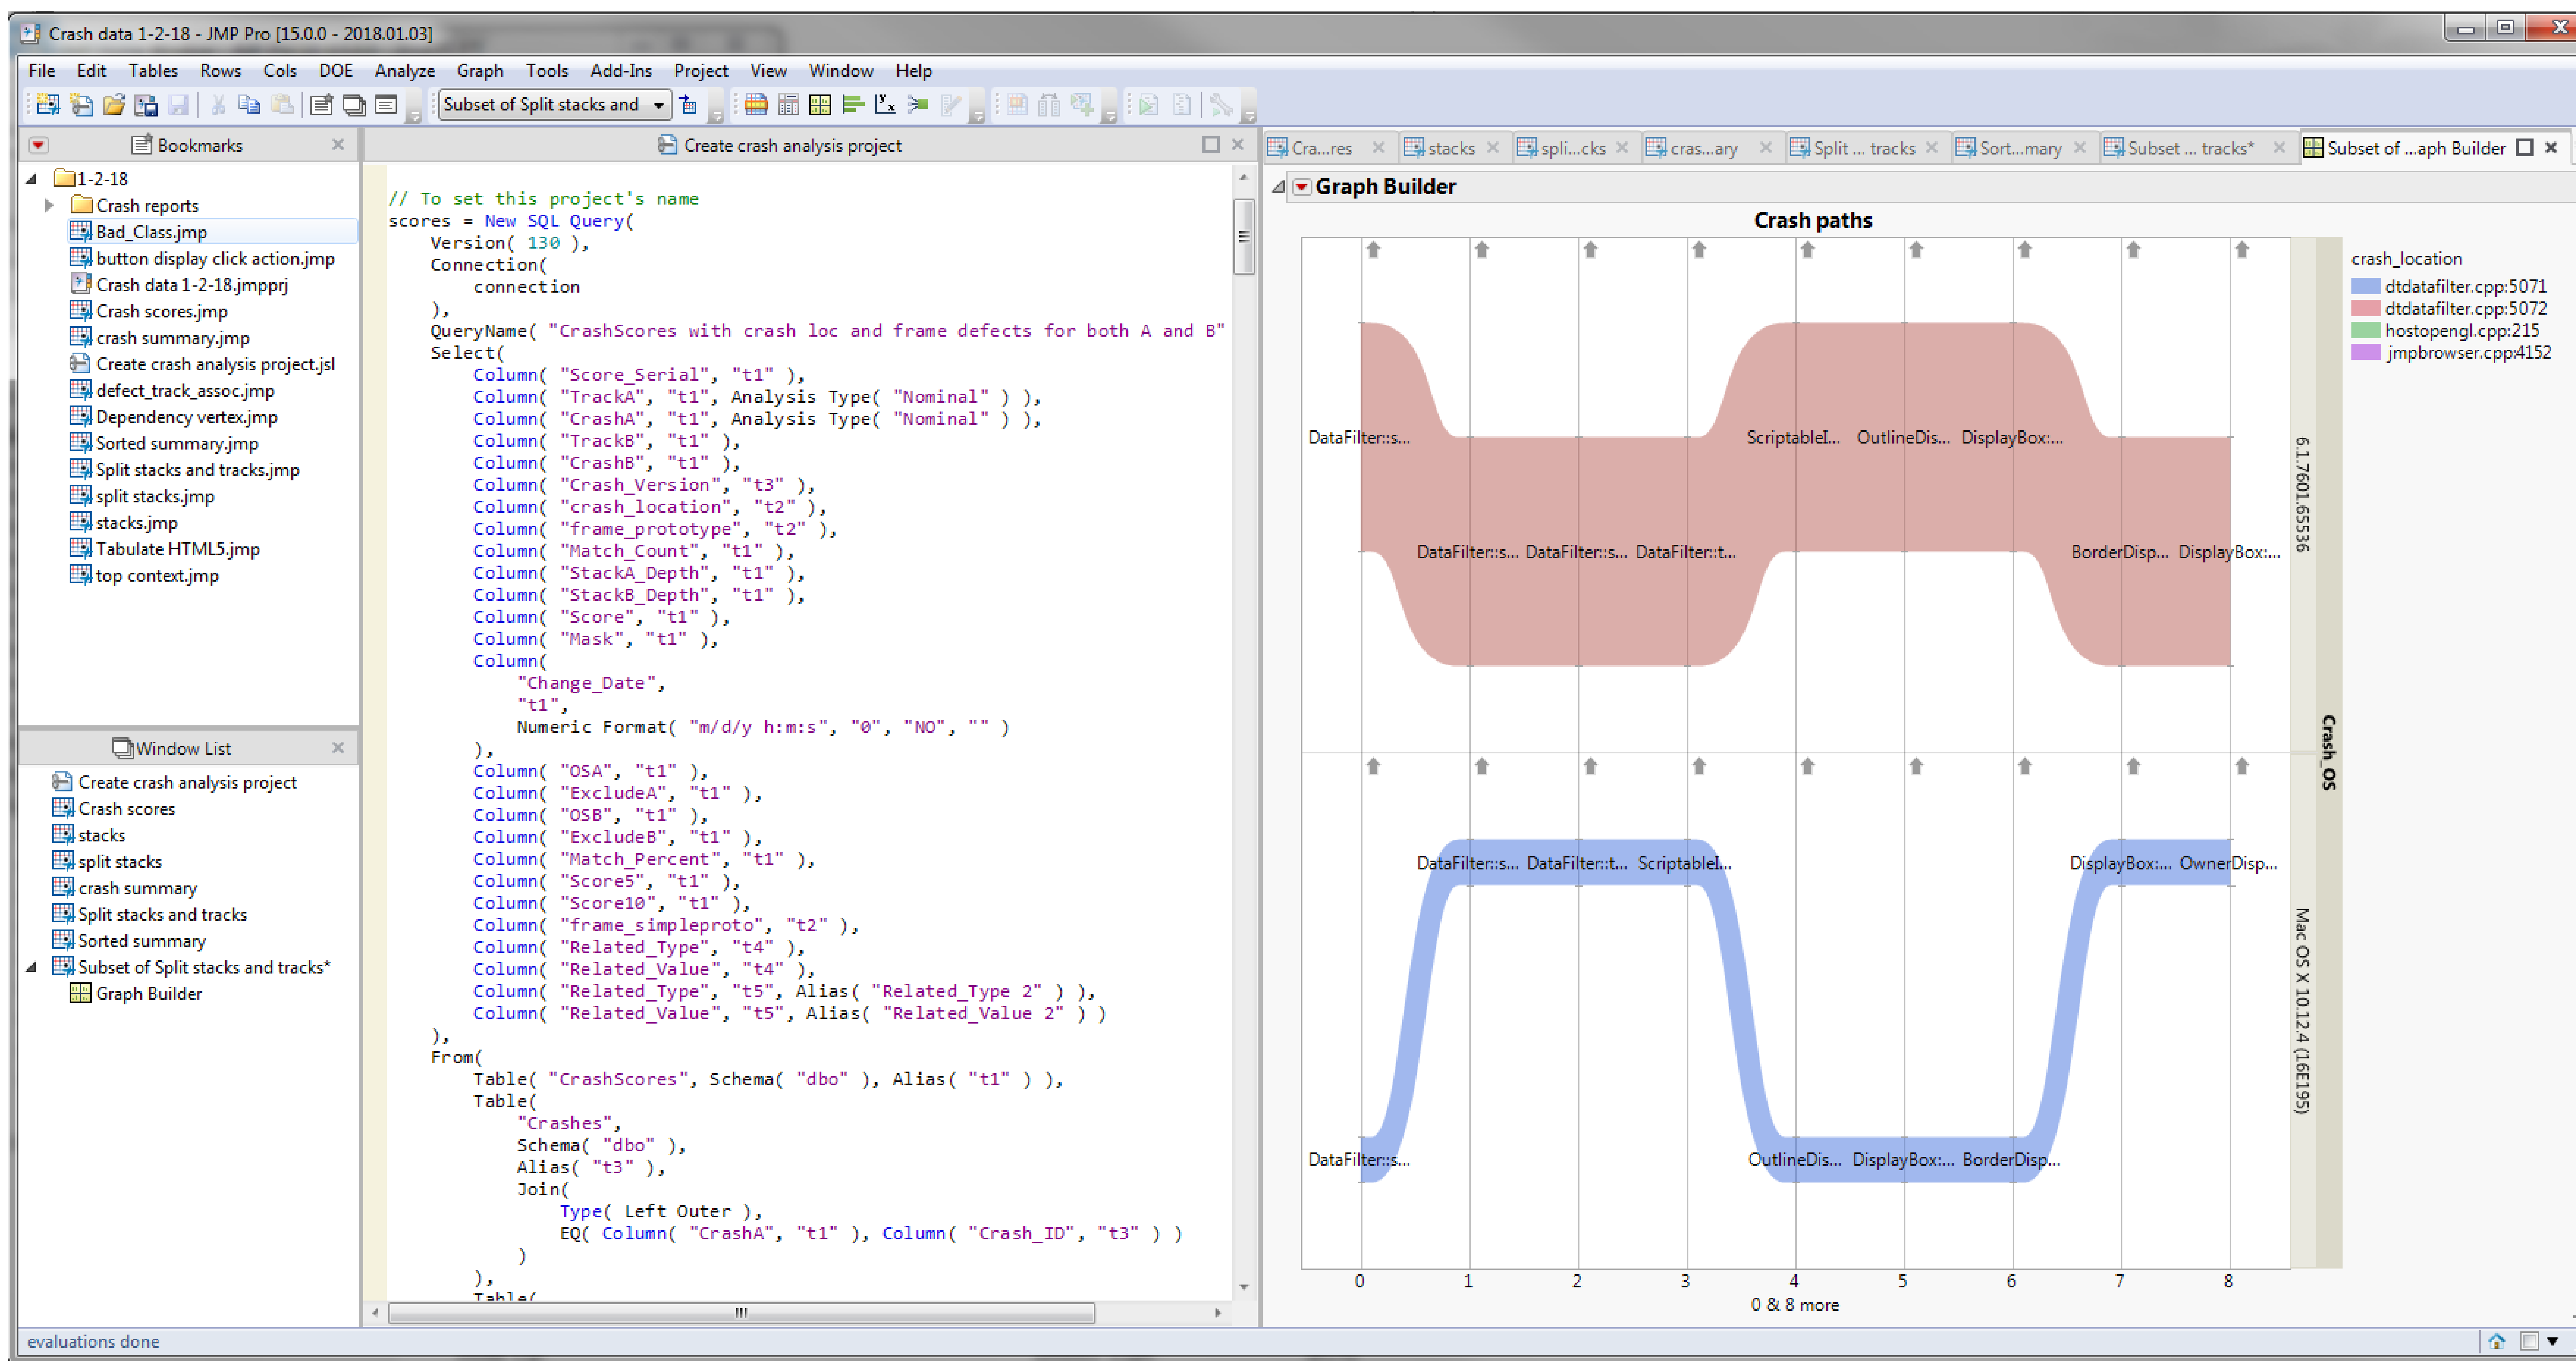 Crash data 1-2-18 - JMP Pro [15.0.0 - 2018.01.03]
File Edit Tables Rows Cols DOE Analyze Graph Tools Add-Ins Project View Window Help
Subset of Split stacks and
Bookmarks
1-2-18
Crash reports
Bad_Class.jmp
button display click action.jmp
Crash data 1-2-18.jmpprj
Crash scores.jmp
crash summary.jmp
Create crash analysis project.jsl
defect_track_assoc.jmp
Dependency vertex.jmp
Sorted summary.jmp
Split stacks and tracks.jmp
split stacks.jmp
stacks.jmp
Tabulate HTML5.jmp
top context.jmp
Window List
Create crash analysis project
Crash scores
stacks
split stacks
crash summary
Split stacks and tracks
Sorted summary
Subset of Split stacks and tracks*
Graph Builder
Create crash analysis project
// To set this project's name
scores = New SQL Query(
Version( 130 ),
Connection(
connection
),
QueryName( "CrashScores with crash loc and frame defects for both A and B"
Select(
Column( "Score_Serial", "t1" ),
Column( "TrackA", "t1", Analysis Type( "Nominal" ) ),
Column( "CrashA", "t1", Analysis Type( "Nominal" ) ),
Column( "TrackB", "t1" ),
Column( "CrashB", "t1" ),
Column( "Crash_Version", "t3" ),
Column( "crash_location", "t2" ),
Column( "frame_prototype", "t2" ),
Column( "Match_Count", "t1" ),
Column( "StackA_Depth", "t1" ),
Column( "StackB_Depth", "t1" ),
Column( "Score", "t1" ),
Column( "Mask", "t1" ),
Column(
"Change_Date",
"t1",
Numeric Format( "m/d/y h:m:s", "0", "NO", "" )
),
Column( "OSA", "t1" ),
Column( "ExcludeA", "t1" ),
Column( "OSB", "t1" ),
Column( "ExcludeB", "t1" ),
Column( "Match_Percent", "t1" ),
Column( "Score5", "t1" ),
Column( "Score10", "t1" ),
Column( "frame_simpleproto", "t2" ),
Column( "Related_Type", "t4" ),
Column( "Related_Value", "t4" ),
Column( "Related_Type", "t5", Alias( "Related_Type 2" ) ),
Column( "Related_Value", "t5", Alias( "Related_Value 2" ) )
),
From(
Table( "CrashScores", Schema( "dbo" ), Alias( "t1" ) ),
Table(
"Crashes",
Schema( "dbo" ),
Alias( "t3" ),
Join(
Type( Left Outer ),
EQ( Column( "CrashA", "t1" ), Column( "Crash_ID", "t3" ) )
)
),
Table(
Cra...res stacks spli...cks cras...ary Split ... tracks Sort...mary Subset ... tracks* Subset of ...aph Builder
Graph Builder
Crash paths
DataFilter::s... ScriptableI... OutlineDis... DisplayBox:...
DataFilter::s... DataFilter::s... DataFilter::t... BorderDisp... DisplayBox:...
6.1.7601.65536
DataFilter::s... DataFilter::t... ScriptableI... DisplayBox:... OwnerDisp...
DataFilter::s... OutlineDis... DisplayBox:... BorderDisp...
Mac OS X 10.12.4 (16E195)
Crash_OS
0 1 2 3 4 5 6 7 8
0 & 8 more
crash_location
dtdatafilter.cpp:5071
dtdatafilter.cpp:5072
hostopengl.cpp:215
jmpbrowser.cpp:4152
evaluations done